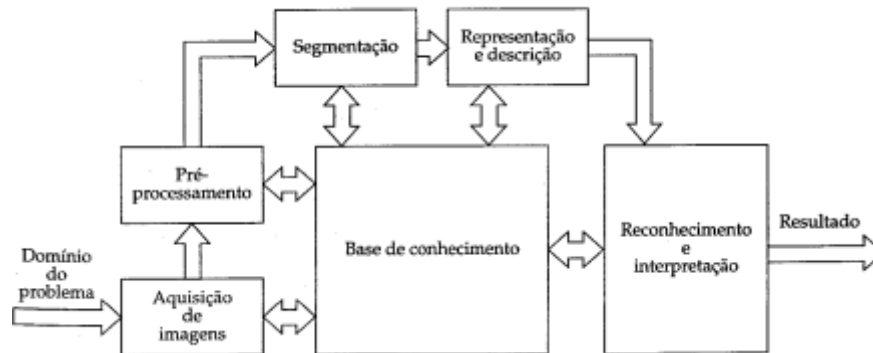 Segmentação
Representação
e descrição
Pré-
processamento
Base de conhecimento
Reconhecimento
e
interpretação
Resultado
Domínio
do
problema
Aquisição
de
imagens